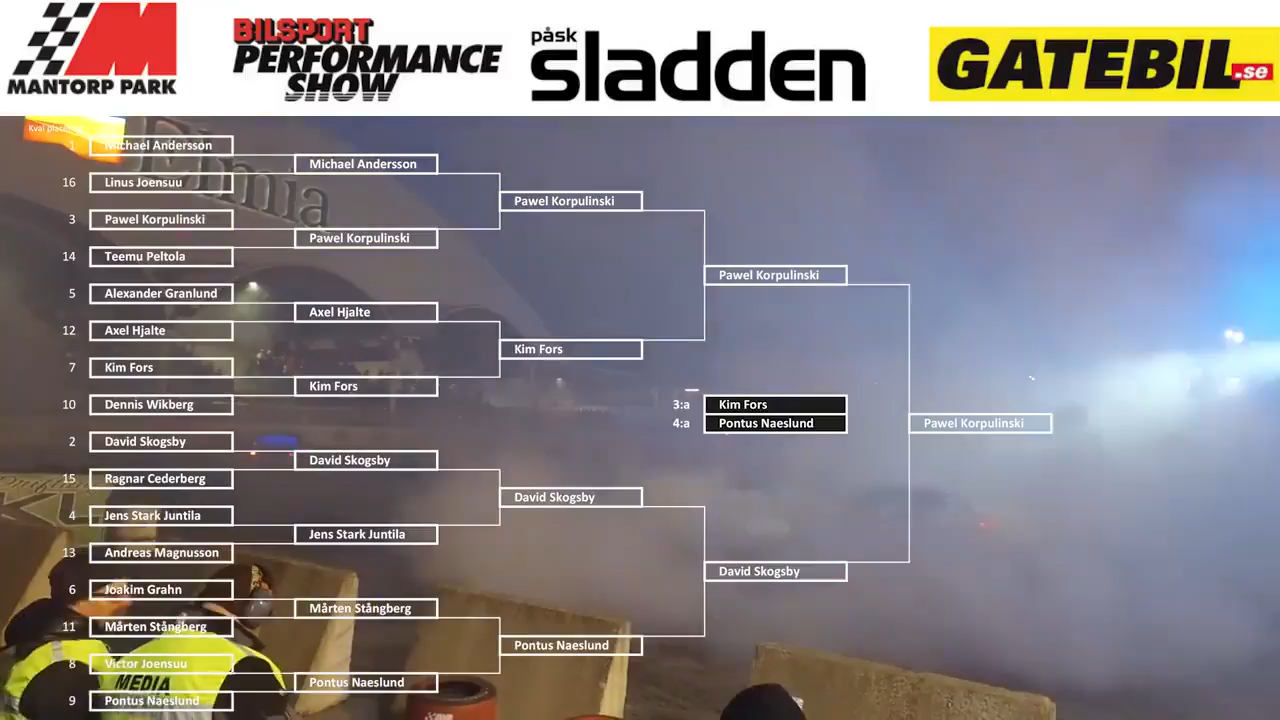 MANTORP PARK
BILSPORT
PERFORMANCE
SHOW
påsk
sladden
GATEBIL.se
Kval placering
1 Michael Andersson
16 Linus Joensuu
3 Pawel Korpulinski
14 Teemu Peltola
5 Alexander Granlund
12 Axel Hjalte
7 Kim Fors
10 Dennis Wikberg
2 David Skogsby
15 Ragnar Cederberg
4 Jens Stark Juntila
13 Andreas Magnusson
6 Joakim Grahn
11 Mårten Stångberg
8 Victor Joensuu
9 Pontus Naeslund
Michael Andersson
Pawel Korpulinski
Axel Hjalte
Kim Fors
David Skogsby
Jens Stark Juntila
Mårten Stångberg
Pontus Naeslund
Pawel Korpulinski
Kim Fors
David Skogsby
Pontus Naeslund
Pawel Korpulinski
David Skogsby
3:a Kim Fors
4:a Pontus Naeslund
Pawel Korpulinski
Elmia
MEDIA